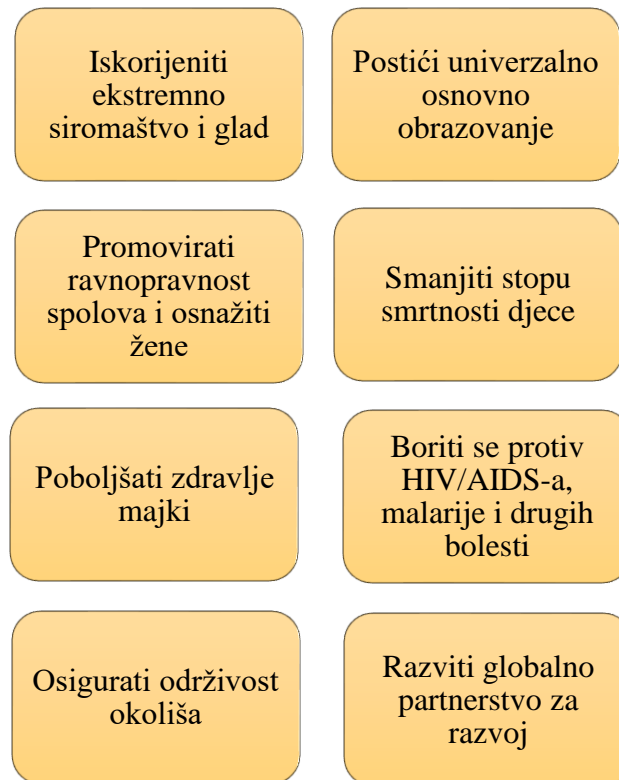 Iskorijeniti
ekstremno
siromaštvo i glad
Postići univerzalno
osnovno
obrazovanje
Promovirati
ravnopravnost
spolova i osnažiti
žene
Smanjiti stopu
smrtnosti djece
Poboljšati zdravlje
majki
Boriti se protiv
HIV/AIDS-a,
malarije i drugih
bolesti
Osigurati održivost
okoliša
Razviti globalno
partnerstvo za
razvoj